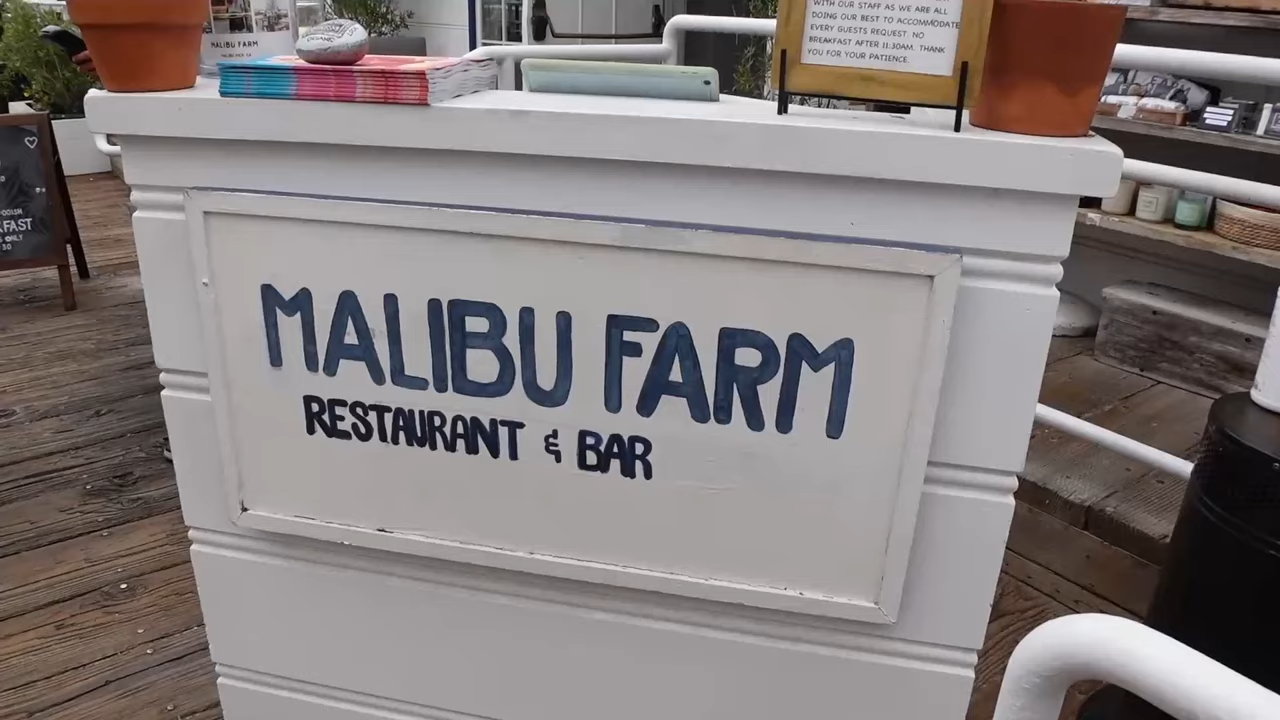 MALIBU FARM
WITH OUR STAFF AS WE ARE ALL
DOING OUR BEST TO ACCOMMODATE
EVERY GUESTS REQUEST. NO
BREAKFAST AFTER 11:30AM. THANK
YOU FOR YOUR PATIENCE.
MALIBU FARM
RESTAURANT & BAR
ONLY